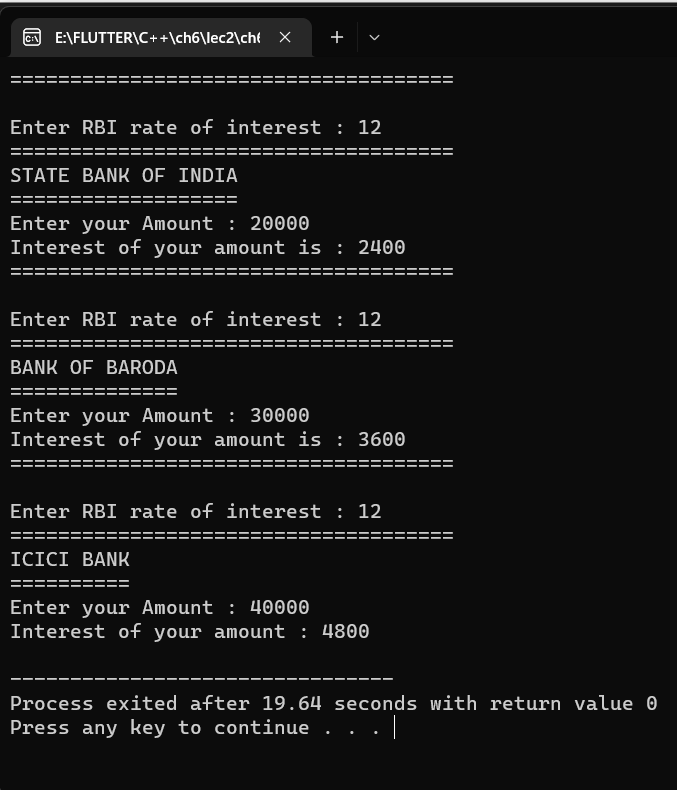 E:\FLUTTER\C++\ch6\lec2\ch6
=====================================
Enter RBI rate of interest : 12
=====================================
STATE BANK OF INDIA
===================
Enter your Amount : 20000
Interest of your amount is : 2400
=====================================
Enter RBI rate of interest : 12
=====================================
BANK OF BARODA
==============
Enter your Amount : 30000
Interest of your amount is : 3600
=====================================
Enter RBI rate of interest : 12
=====================================
ICICI BANK
==========
Enter your Amount : 40000
Interest of your amount : 4800
--------------------------------
Process exited after 19.64 seconds with return value 0
Press any key to continue . . .